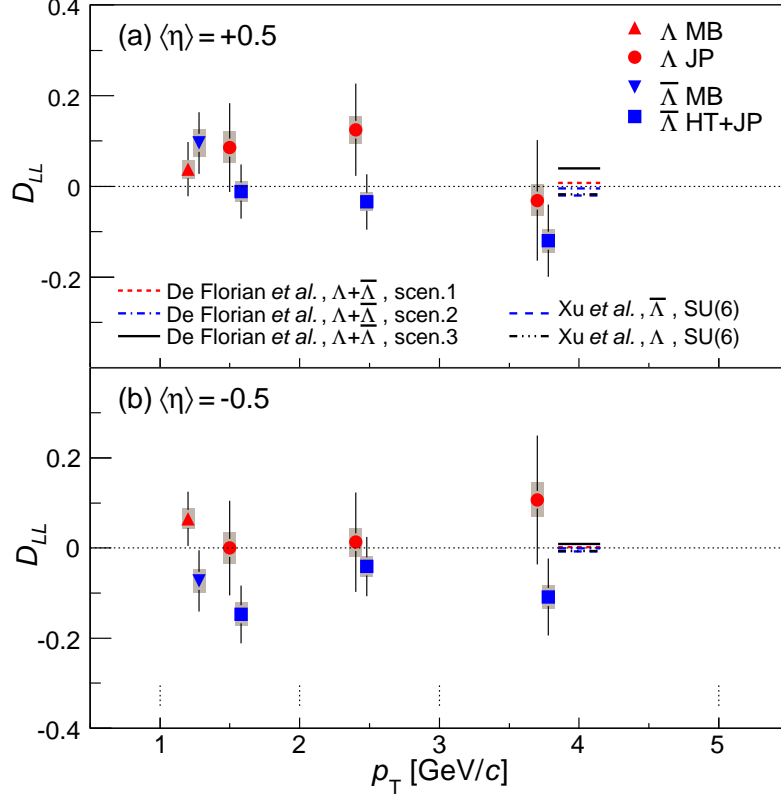 0.4
(a) ⟨η⟩ = +0.5
Λ MB
Λ JP
Λ̅ MB
Λ̅ HT+JP
0.2
0
-0.2
D_LL
De Florian et al., Λ+Λ̅ , scen.1
De Florian et al., Λ+Λ̅ , scen.2
De Florian et al., Λ+Λ̅ , scen.3
Xu et al., Λ̅ , SU(6)
Xu et al., Λ , SU(6)
(b) ⟨η⟩ = -0.5
0.2
0
-0.2
-0.4
D_LL
1 2 3 4 5
p_T [GeV/c]